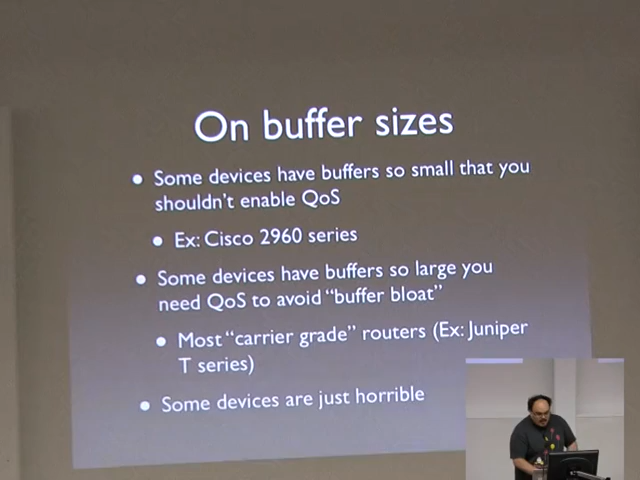 On buffer sizes
• Some devices have buffers so small that you
shouldn't enable QoS
• Ex: Cisco 2960 series
• Some devices have buffers so large you
need QoS to avoid “buffer bloat”
• Most “carrier grade” routers (Ex: Juniper
T series)
• Some devices are just horrible